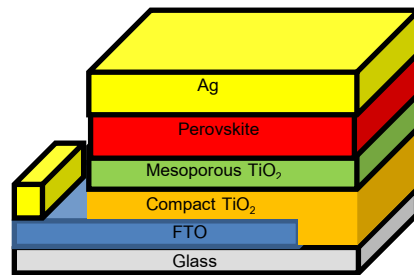 Ag
Perovskite
Mesoporous TiO₂
Compact TiO₂
FTO
Glass